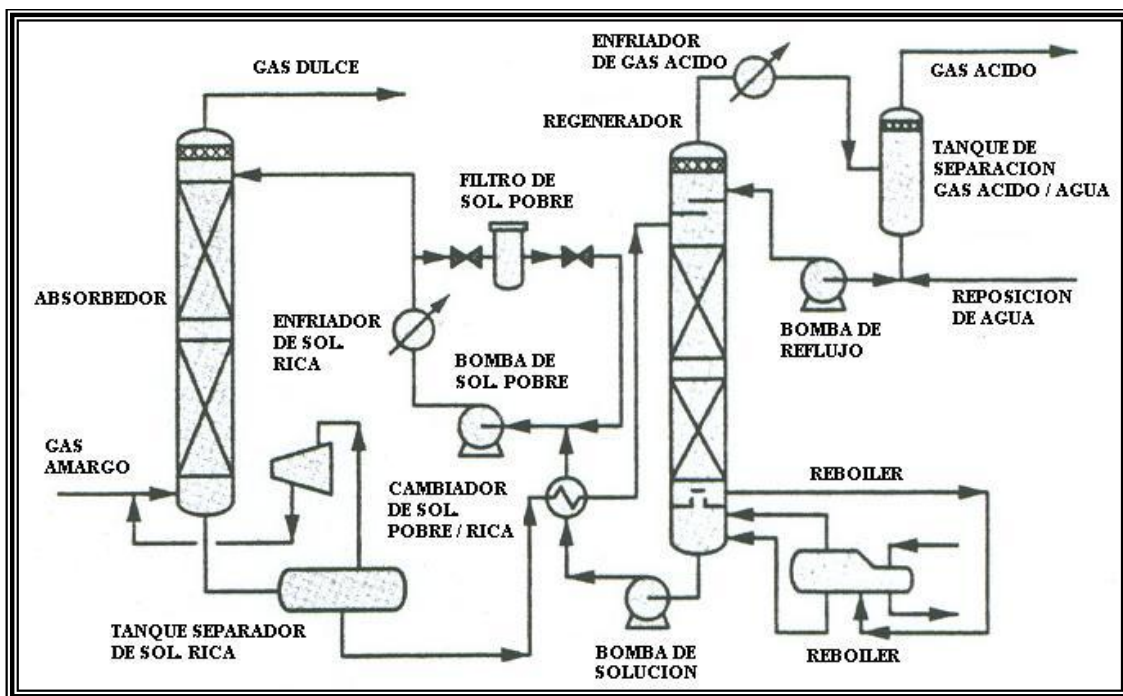 GAS DULCE
ABSORBEDOR
GAS
AMARGO
TANQUE SEPARADOR
DE SOL. RICA
FILTRO DE
SOL. POBRE
ENFRIADOR
DE SOL.
RICA
BOMBA DE
SOL. POBRE
CAMBIADOR
DE SOL.
POBRE / RICA
ENFRIADOR
DE GAS ACIDO
REGENERADOR
GAS ACIDO
TANQUE DE
SEPARACION
GAS ACIDO / AGUA
REPOSICION
DE AGUA
BOMBA DE
REFLUJO
REBOILER
REBOILER
BOMBA DE
SOLUCION